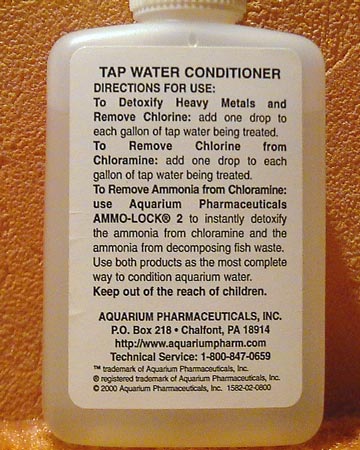 TAP WATER CONDITIONER
DIRECTIONS FOR USE:
To Detoxify Heavy Metals and
Remove Chlorine: add one drop to
each gallon of tap water being treated.
To Remove Chlorine from
Chloramine: add one drop to each
gallon of tap water being treated.
To Remove Ammonia from Chloramine:
use Aquarium Pharmaceuticals
AMMO-LOCK® 2 to instantly detoxify
the ammonia from chloramine and the
ammonia from decomposing fish waste.
Use both products as the most complete
way to condition aquarium water.
Keep out of the reach of children.
AQUARIUM PHARMACEUTICALS, INC.
P.O. Box 218 • Chalfont, PA 18914
http://www.aquariumpharm.com
Technical Service: 1-800-847-0659
™ trademark of Aquarium Pharmaceuticals, Inc.
® registered trademark of Aquarium Pharmaceuticals, Inc.
© 2000 Aquarium Pharmaceuticals, Inc. 1582-02-0800